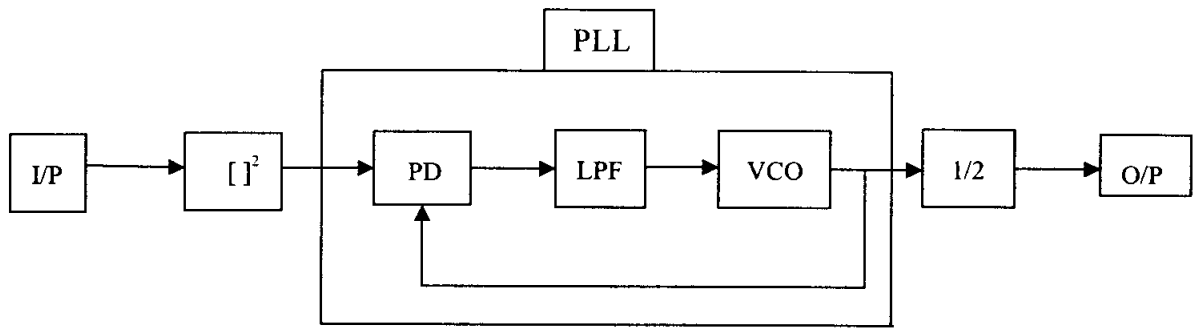 PLL
I/P
[ ]²
PD
LPF
VCO
1/2
O/P